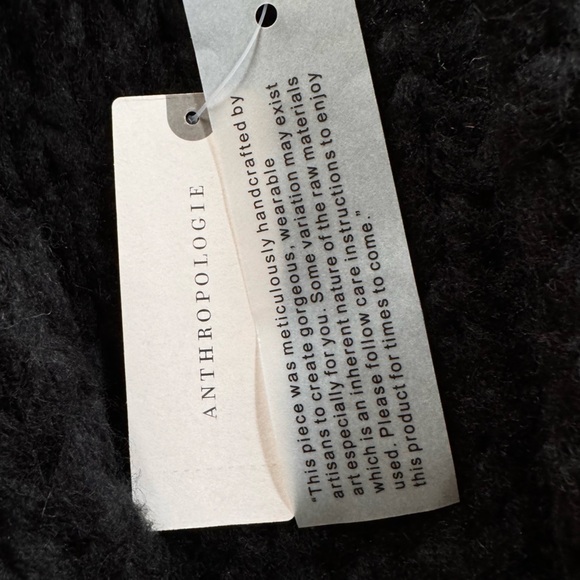 ANTHROPOLOGIE
"This piece was meticulously handcrafted by
artisans to create gorgeous, wearable
art especially for you. Some variation may exist
which is an inherent nature of the raw materials
used. Please follow care instructions to enjoy
this product for times to come."